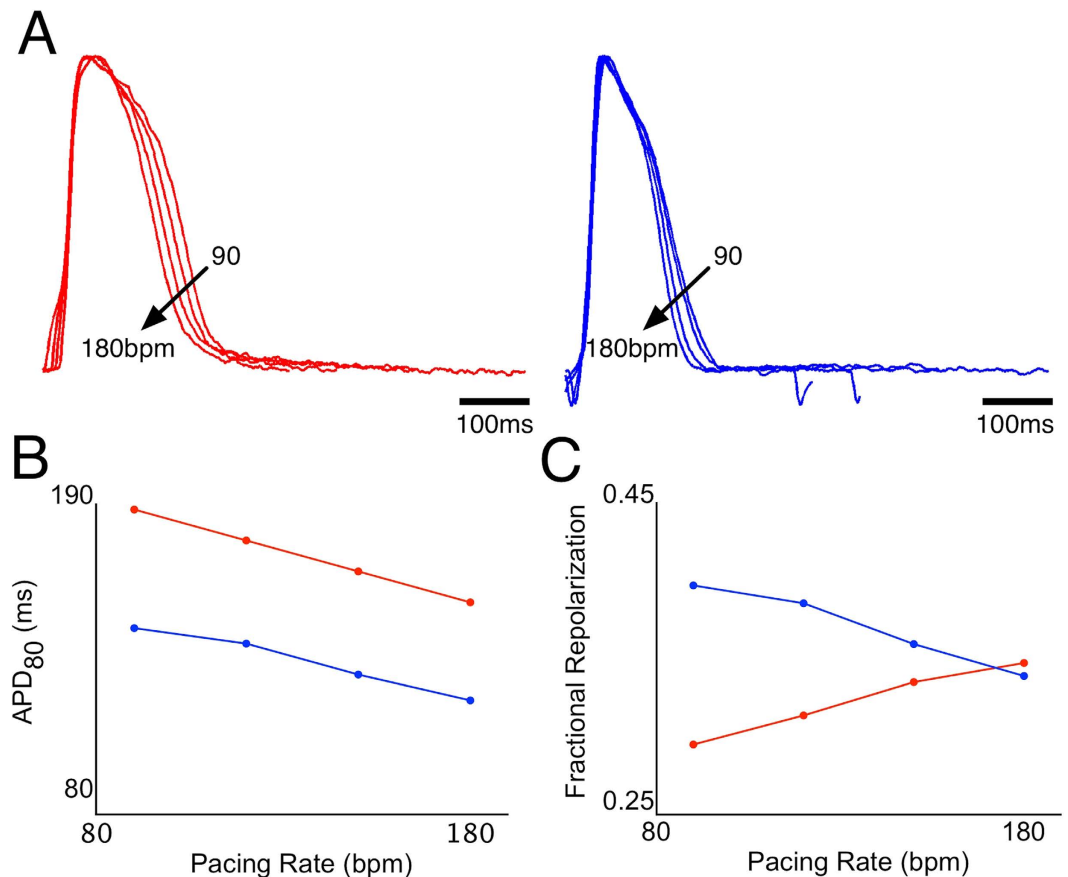 A
90
180bpm
100ms
90
180bpm
100ms
B
190
APD80 (ms)
80
80
180
Pacing Rate (bpm)
C
0.45
Fractional Repolarization
0.25
80
180
Pacing Rate (bpm)